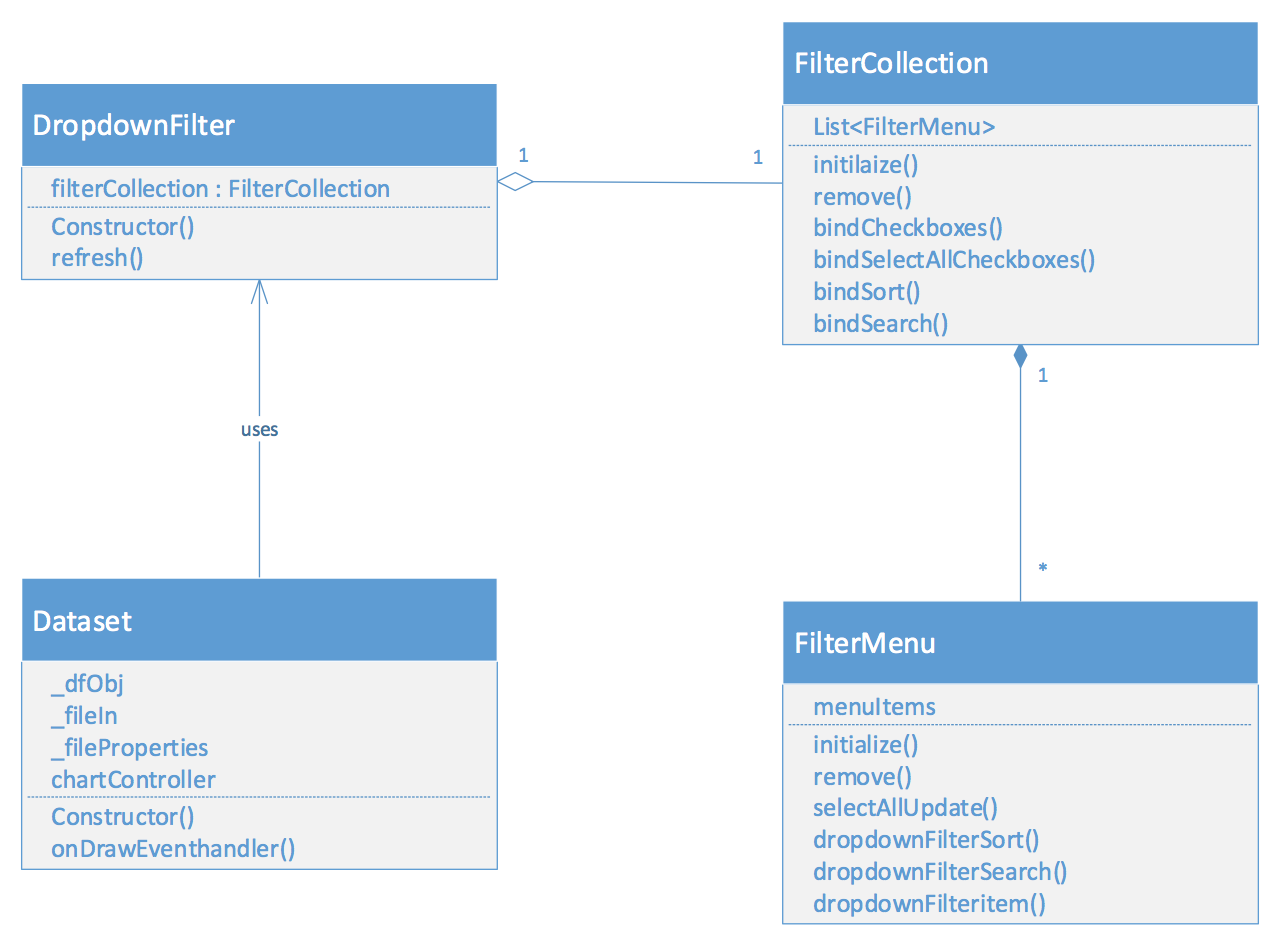 DropdownFilter
filterCollection : FilterCollection
Constructor()
refresh()
1
1
FilterCollection
List<FilterMenu>
initilaize()
remove()
bindCheckboxes()
bindSelectAllCheckboxes()
bindSort()
bindSearch()
1
*
uses
Dataset
_dfObj
_fileIn
_fileProperties
chartController
Constructor()
onDrawEventhandler()
FilterMenu
menuItems
initialize()
remove()
selectAllUpdate()
dropdownFilterSort()
dropdownFilterSearch()
dropdownFilteritem()